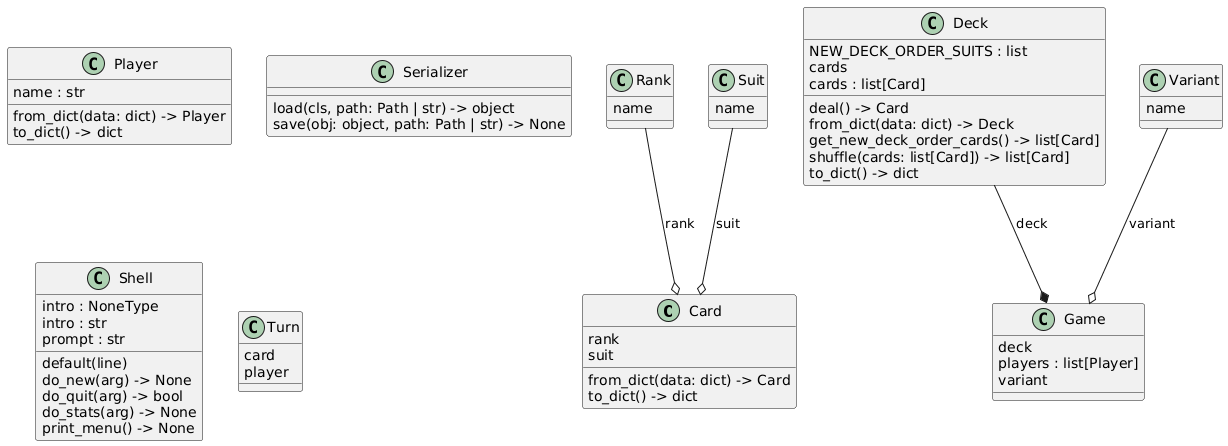 C Player
name : str
from_dict(data: dict) -> Player
to_dict() -> dict
C Serializer
load(cls, path: Path | str) -> object
save(obj: object, path: Path | str) -> None
C Rank
name
C Suit
name
C Deck
NEW_DECK_ORDER_SUITS : list
cards
cards : list[Card]
deal() -> Card
from_dict(data: dict) -> Deck
get_new_deck_order_cards() -> list[Card]
shuffle(cards: list[Card]) -> list[Card]
to_dict() -> dict
C Variant
name
rank
suit
deck
variant
C Shell
intro : NoneType
intro : str
prompt : str
default(line)
do_new(arg) -> None
do_quit(arg) -> bool
do_stats(arg) -> None
print_menu() -> None
C Turn
card
player
C Card
rank
suit
from_dict(data: dict) -> Card
to_dict() -> dict
C Game
deck
players : list[Player]
variant